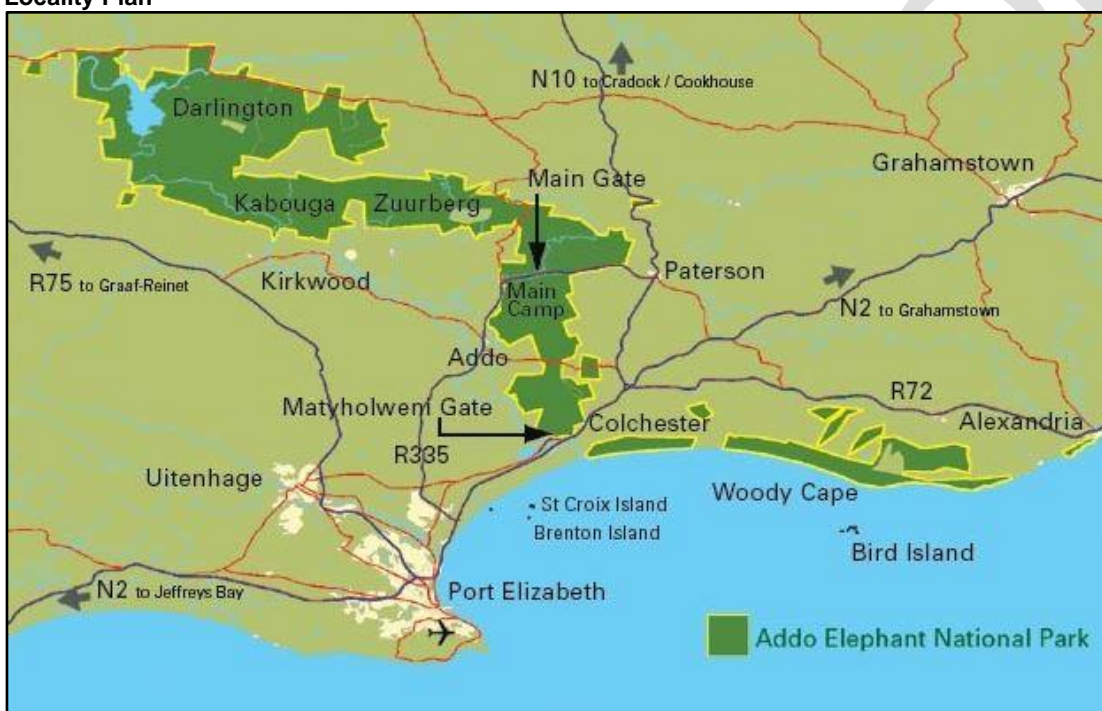 Locality Plan
N10 to Cradock / Cookhouse
Darlington
Grahamstown
Main Gate
Kabouga
Zuurberg
R75 to Graaf-Reinet
Kirkwood
Main
Camp
Paterson
N2 to Grahamstown
Addo
R72
Matyholweni Gate
Colchester
Alexandria
R335
Uitenhage
Woody Cape
St Croix Island
Brenton Island
Bird Island
N2 to Jeffreys Bay
Port Elizabeth
Addo Elephant National Park